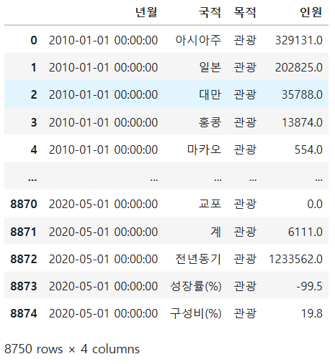 년월 국적 목적 인원
0 2010-01-01 00:00:00 아시아주 관광 329131.0
1 2010-01-01 00:00:00 일본 관광 202825.0
2 2010-01-01 00:00:00 대만 관광 35788.0
3 2010-01-01 00:00:00 홍콩 관광 13874.0
4 2010-01-01 00:00:00 마카오 관광 554.0
... ... ... ... ...
8870 2020-05-01 00:00:00 교포 관광 0.0
8871 2020-05-01 00:00:00 계 관광 6111.0
8872 2020-05-01 00:00:00 전년동기 관광 1233562.0
8873 2020-05-01 00:00:00 성장률(%) 관광 -99.5
8874 2020-05-01 00:00:00 구성비(%) 관광 19.8
8750 rows × 4 columns